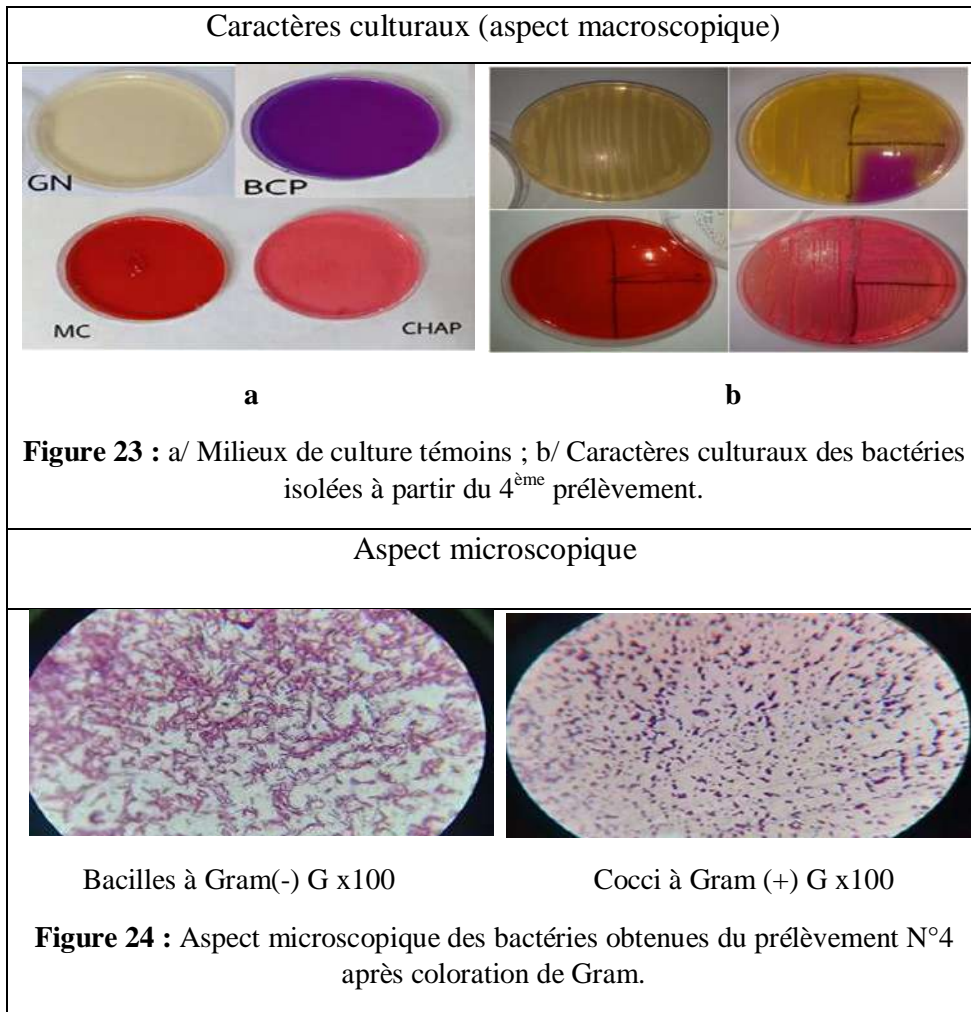 Caractères culturaux (aspect macroscopique)
GN
BCP
MC
CHAP
a
b
Figure 23 : a/ Milieux de culture témoins ; b/ Caractères culturaux des bactéries
isolées à partir du 4ème prélèvement.
Aspect microscopique
Bacilles à Gram(-) G x100
Cocci à Gram (+) G x100
Figure 24 : Aspect microscopique des bactéries obtenues du prélèvement N°4
après coloration de Gram.